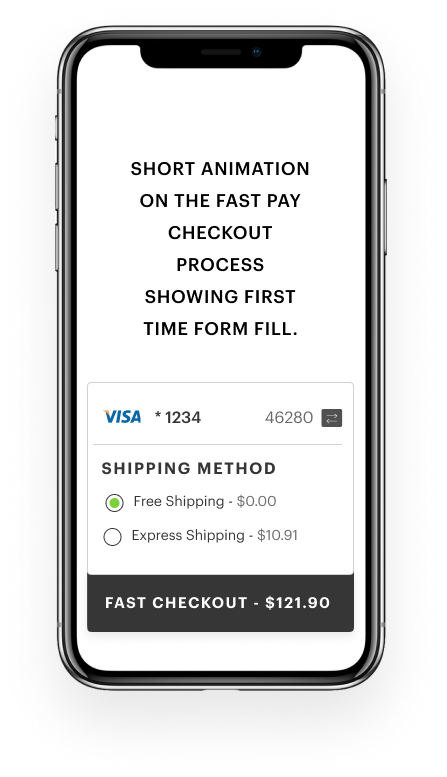 SHORT ANIMATION
ON THE FAST PAY
CHECKOUT
PROCESS
SHOWING FIRST
TIME FORM FILL.
VISA * 1234 46280
SHIPPING METHOD
Free Shipping - $0.00
Express Shipping - $10.91
FAST CHECKOUT - $121.90